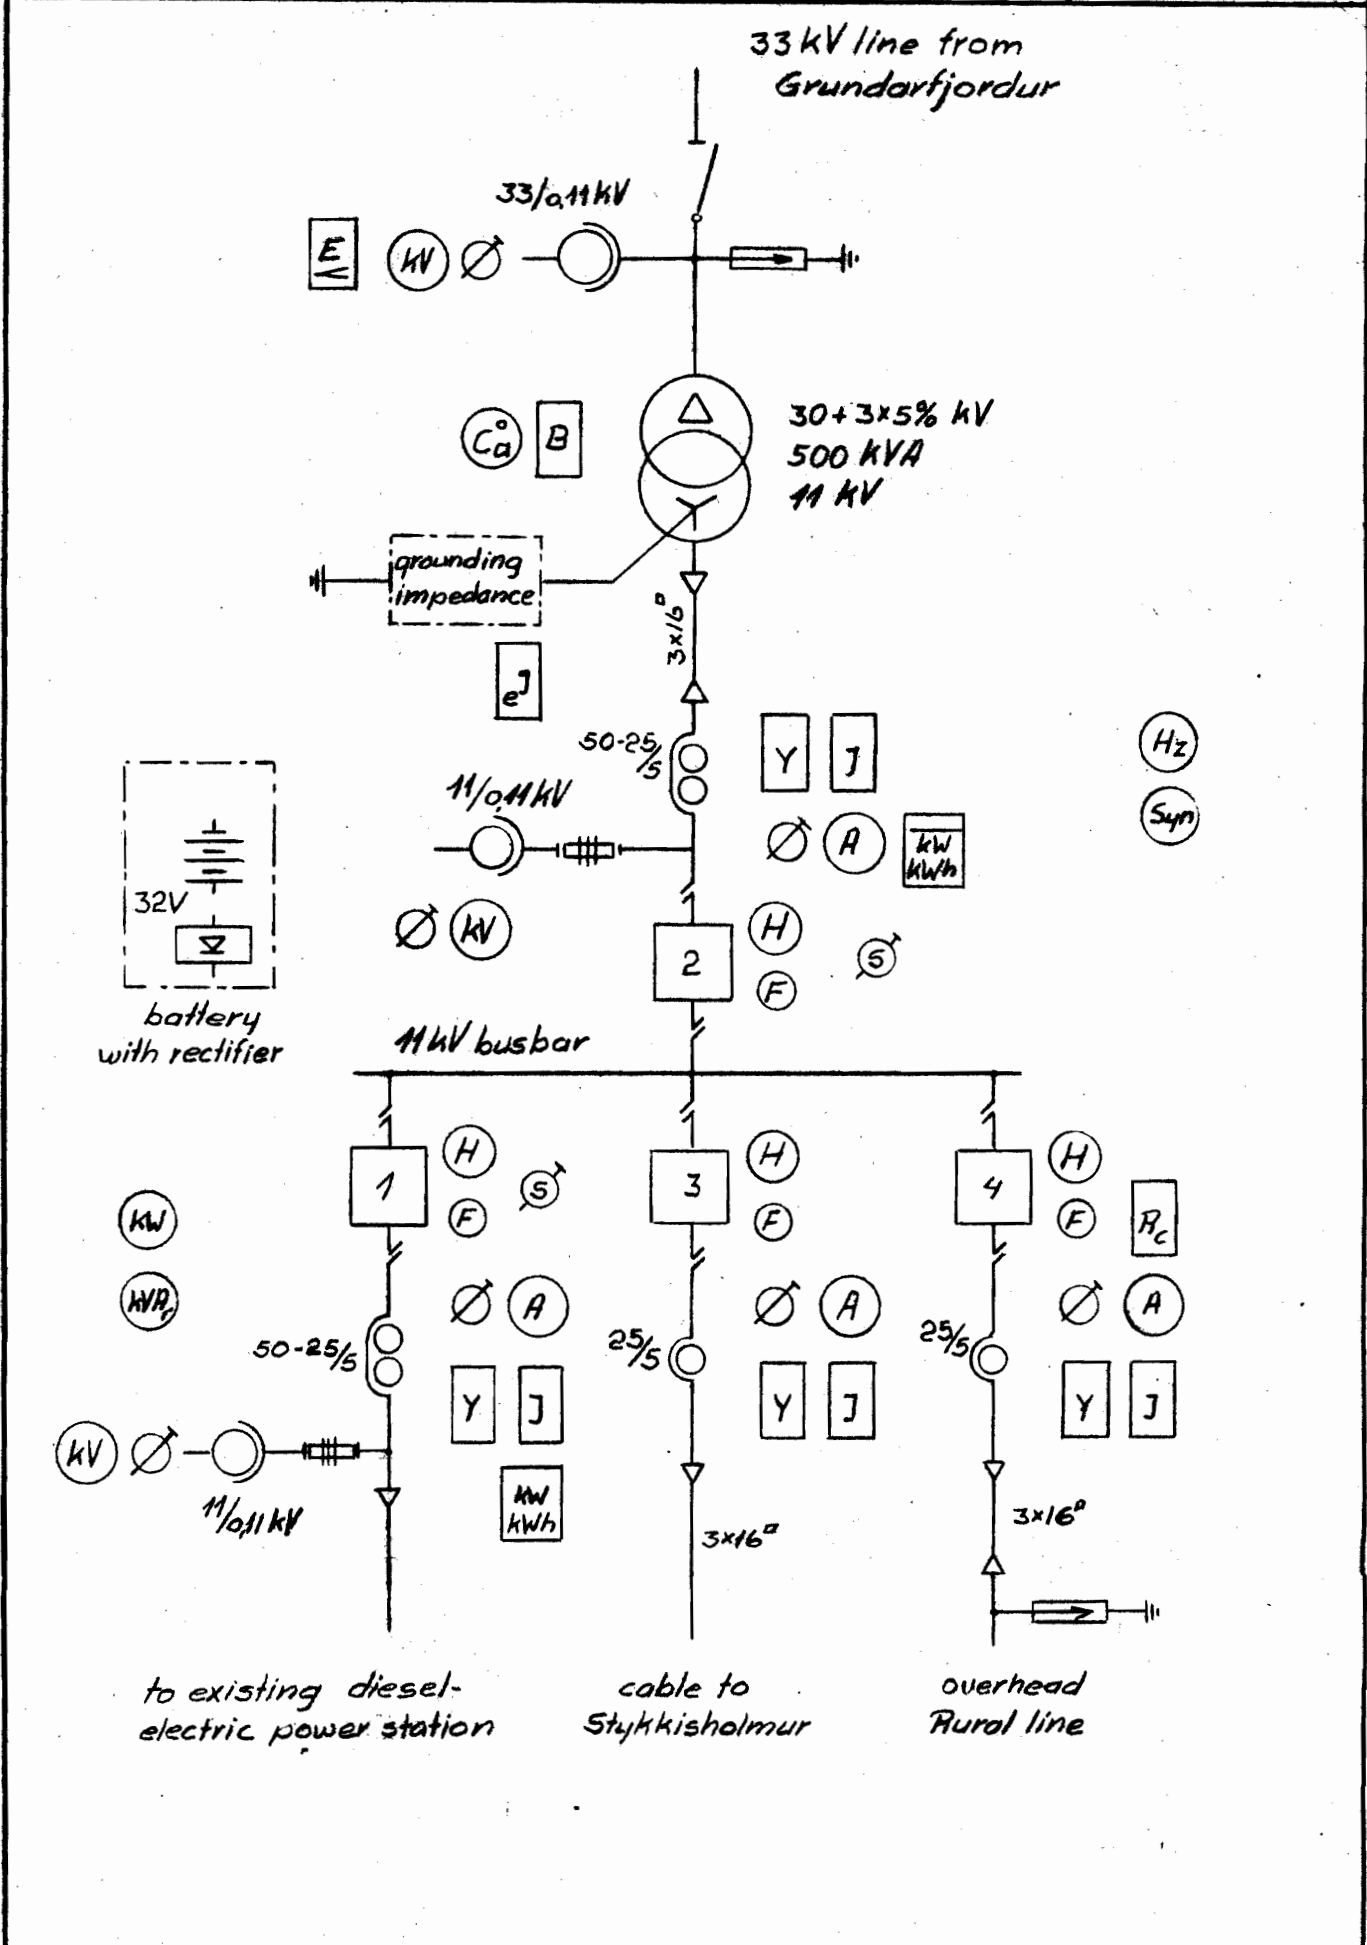 33 kV line from
Grundarfjordur
33/0,11 kV
E
<
kV
C°a
B
30 + 3×5% kV
500 KVA
11 KV
grounding
impedance
3×16□
eJ
50-25/5
Y
J
Hz
11/0,11 kV
A
kW
kWh
Syn
32V
kV
H
2
S
F
battery
with rectifier
11 kV busbar
1
H
S
F
3
H
F
4
H
F
Rc
kW
kVAr
A
A
A
50-25/5
25/5
25/5
Y
J
Y
J
Y
J
kV
11/0,11 kV
kW
kWh
3×16□
3×16□
to existing diesel-
electric power station
cable to
Stykkisholmur
overhead
Rural line